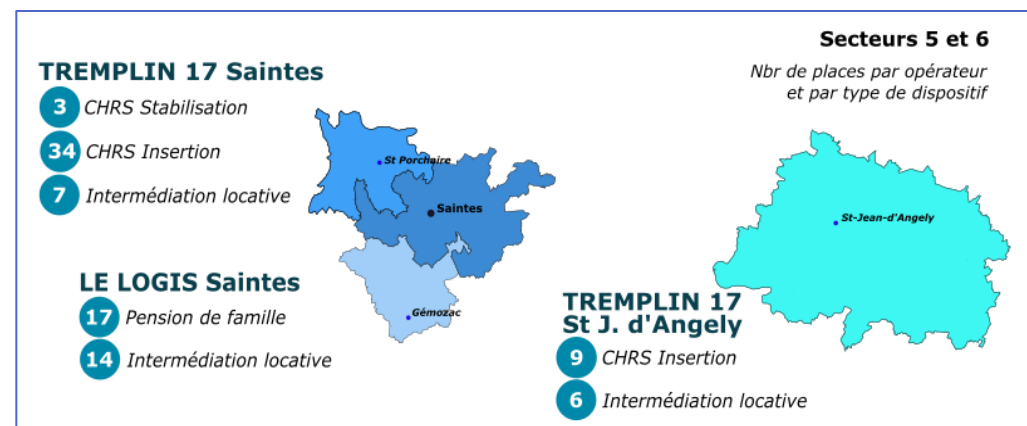 Secteurs 5 et 6
Nbr de places par opérateur
et par type de dispositif
TREMPLIN 17 Saintes
3 CHRS Stabilisation
34 CHRS Insertion
7 Intermédiation locative
St Porchaire
Saintes
Gémozac
St-Jean-d'Angely
LE LOGIS Saintes
17 Pension de famille
14 Intermédiation locative
TREMPLIN 17
St J. d'Angely
9 CHRS Insertion
6 Intermédiation locative